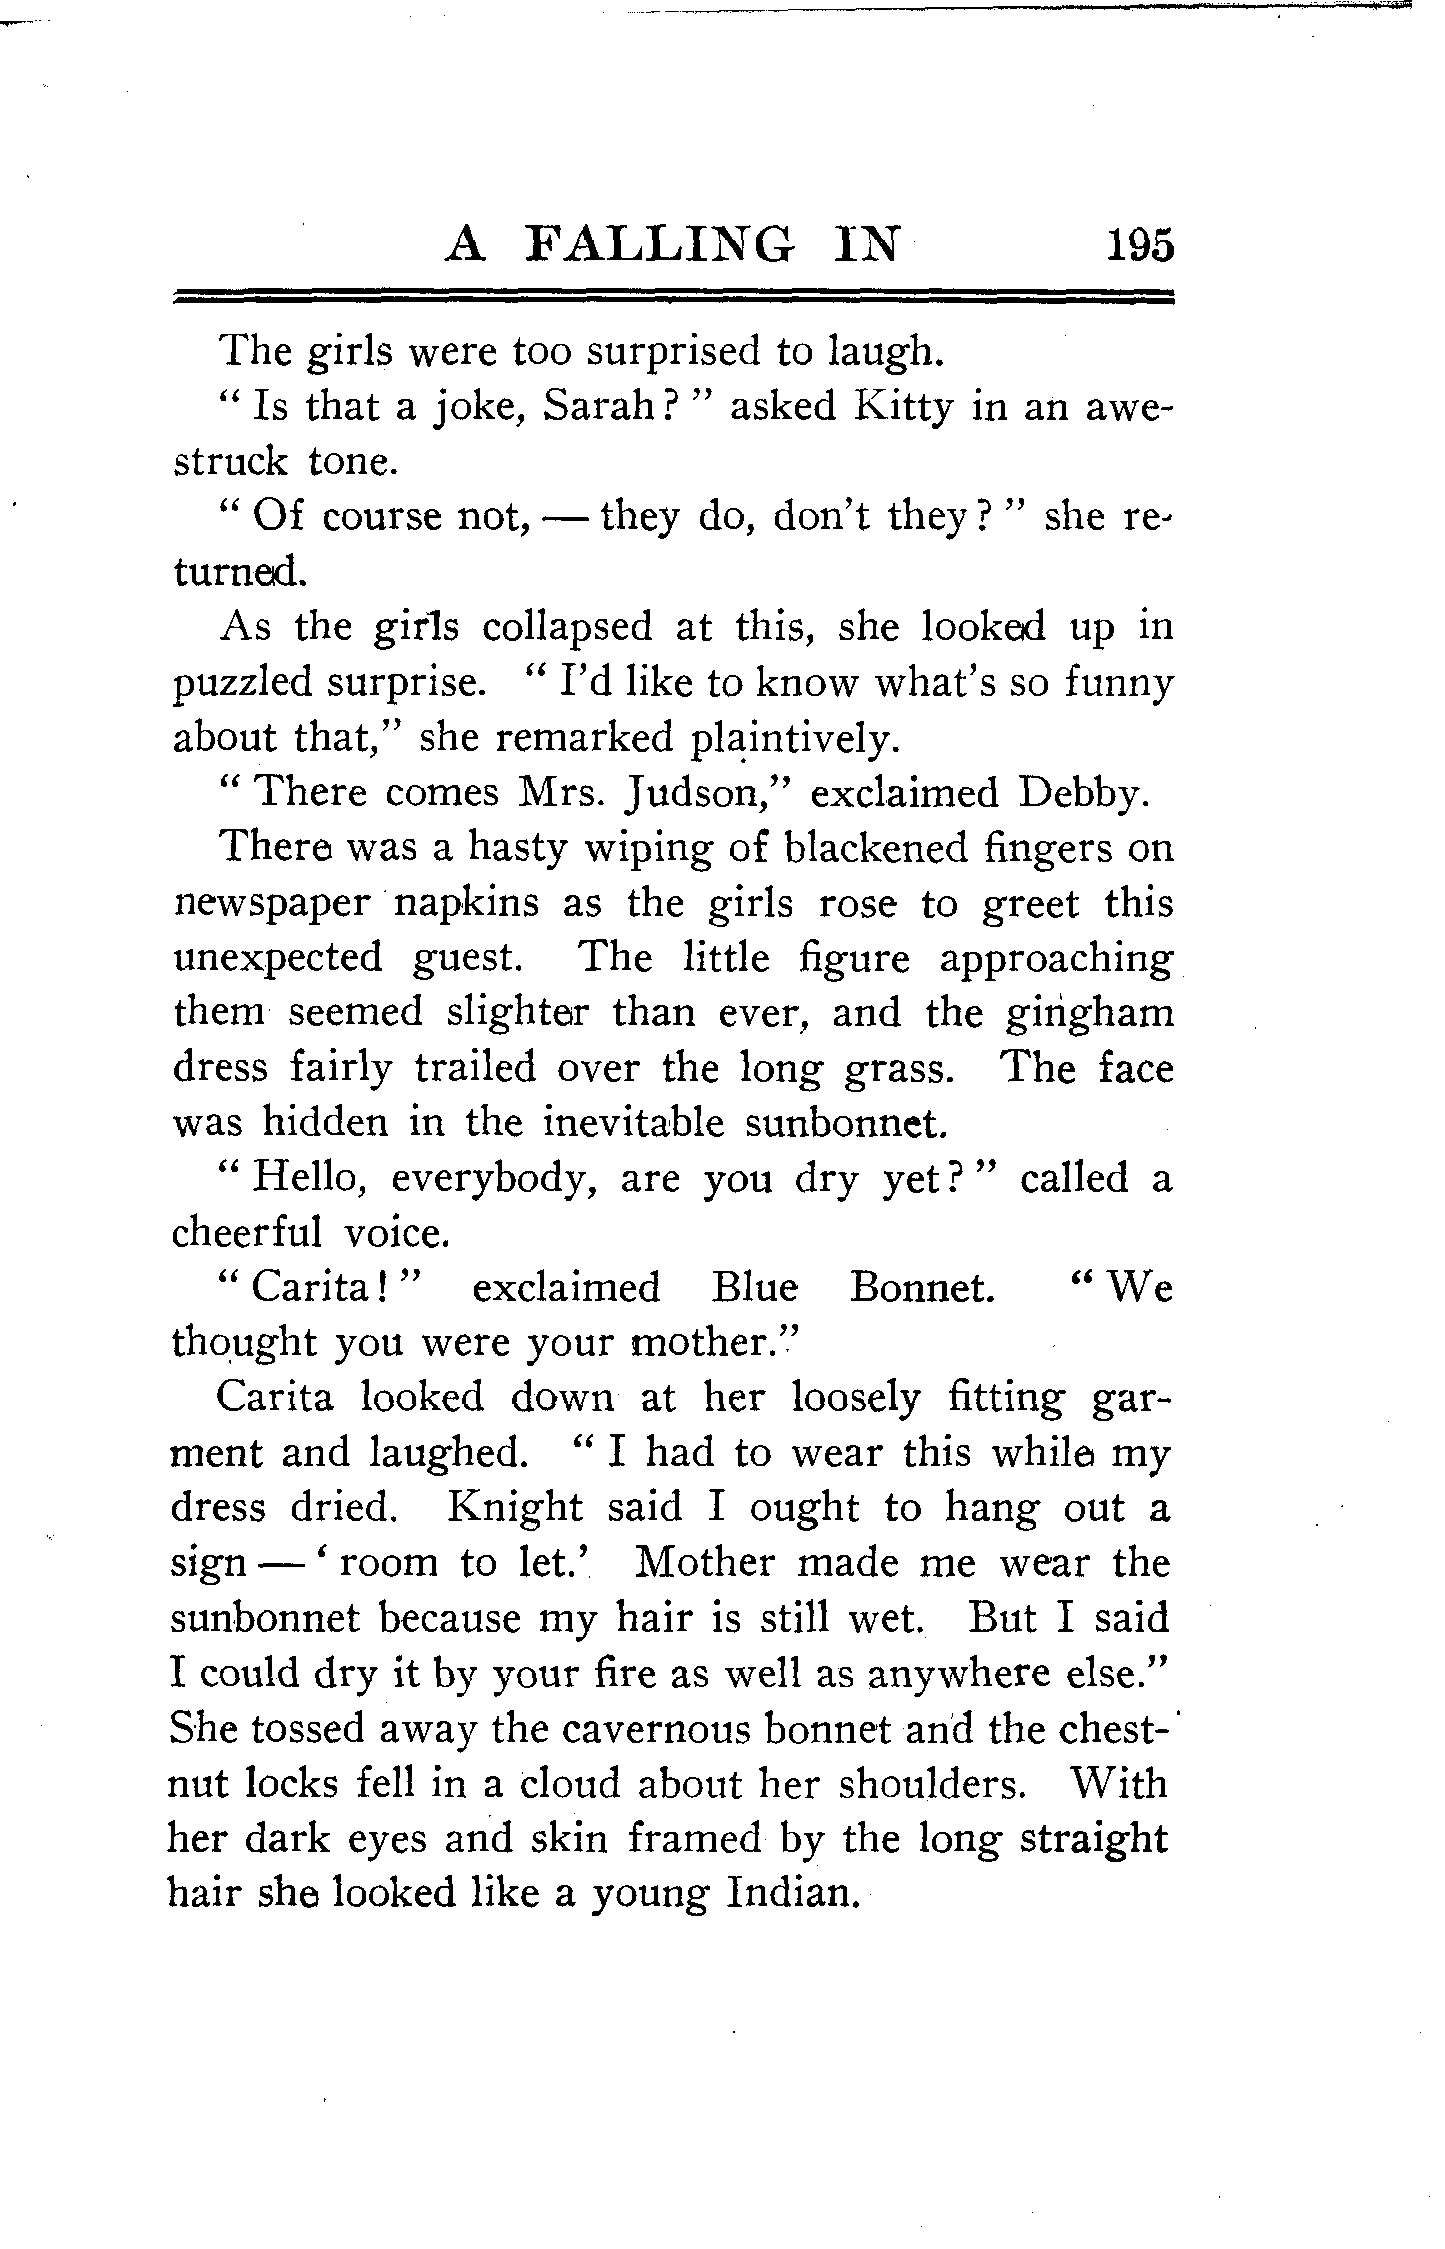 A FALLING IN 195
The girls were too surprised to laugh.
“ Is that a joke, Sarah? ” asked Kitty in an awe-
struck tone.
“ Of course not, — they do, don’t they? ” she re-
turned.
As the girls collapsed at this, she looked up in
puzzled surprise. “ I’d like to know what’s so funny
about that,” she remarked plaintively.
“ There comes Mrs. Judson,” exclaimed Debby.
There was a hasty wiping of blackened fingers on
newspaper napkins as the girls rose to greet this
unexpected guest. The little figure approaching
them seemed slighter than ever, and the gingham
dress fairly trailed over the long grass. The face
was hidden in the inevitable sunbonnet.
“ Hello, everybody, are you dry yet? ” called a
cheerful voice.
“ Carita! ” exclaimed Blue Bonnet. “ We
thought you were your mother.”
Carita looked down at her loosely fitting gar-
ment and laughed. “ I had to wear this while my
dress dried. Knight said I ought to hang out a
sign — ‘ room to let.’ Mother made me wear the
sunbonnet because my hair is still wet. But I said
I could dry it by your fire as well as anywhere else.”
She tossed away the cavernous bonnet and the chest-
nut locks fell in a cloud about her shoulders. With
her dark eyes and skin framed by the long straight
hair she looked like a young Indian.